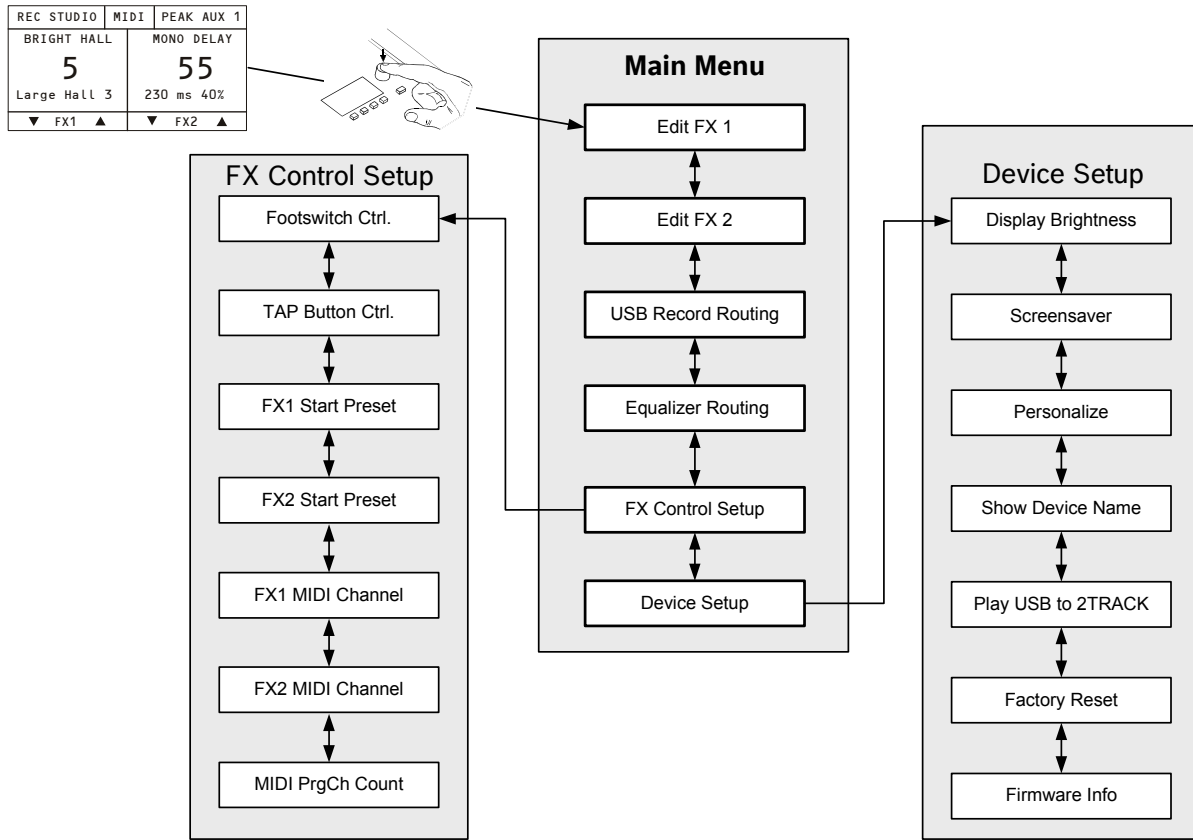 REC STUDIO MIDI PEAK AUX 1
BRIGHT HALL MONO DELAY
5 55
Large Hall 3 230 ms 40%
▼ FX1 ▲ ▼ FX2 ▲
Main Menu
Edit FX 1
Edit FX 2
USB Record Routing
Equalizer Routing
FX Control Setup
Device Setup
FX Control Setup
Footswitch Ctrl.
TAP Button Ctrl.
FX1 Start Preset
FX2 Start Preset
FX1 MIDI Channel
FX2 MIDI Channel
MIDI PrgCh Count
Device Setup
Display Brightness
Screensaver
Personalize
Show Device Name
Play USB to 2TRACK
Factory Reset
Firmware Info